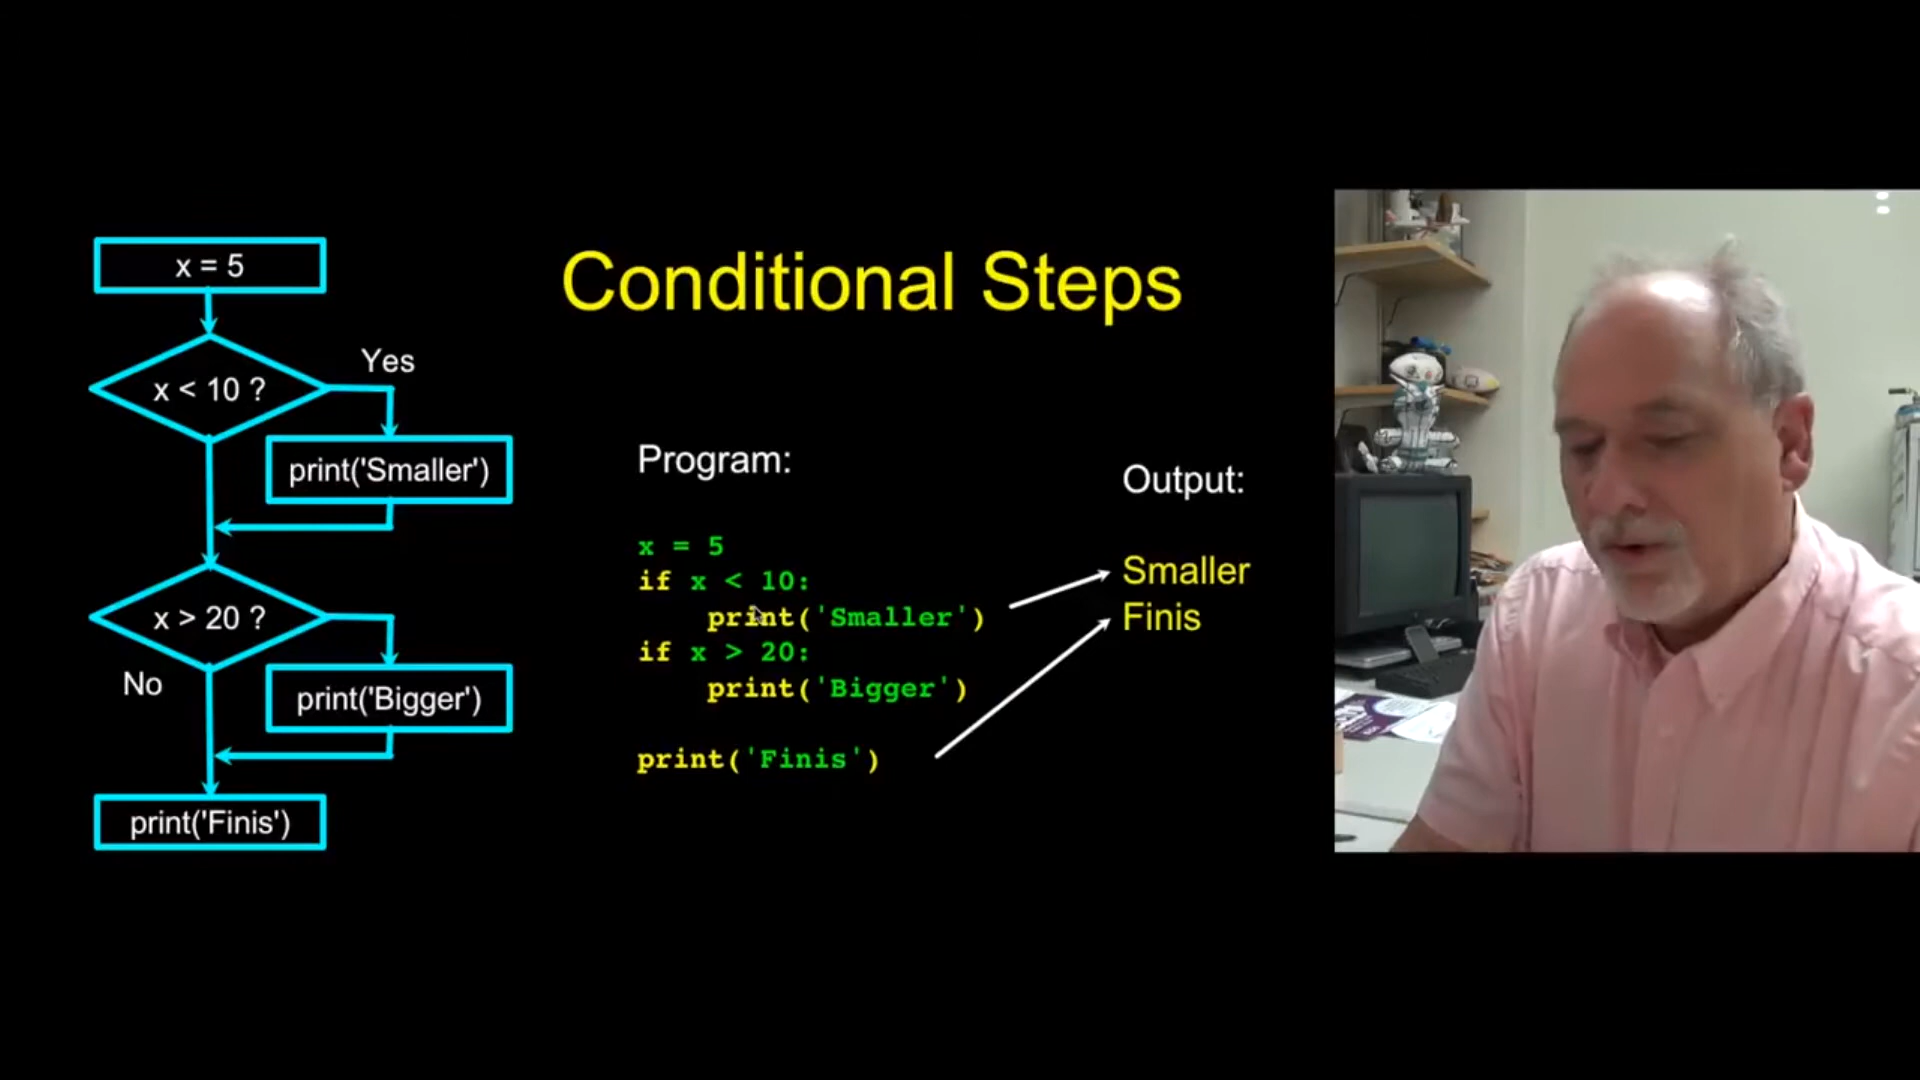 Conditional Steps
x = 5
x < 10 ?
Yes
print('Smaller')
x > 20 ?
No
print('Bigger')
print('Finis')
Program:
x = 5
if x < 10:
    print('Smaller')
if x > 20:
    print('Bigger')
print('Finis')
Output:
Smaller
Finis